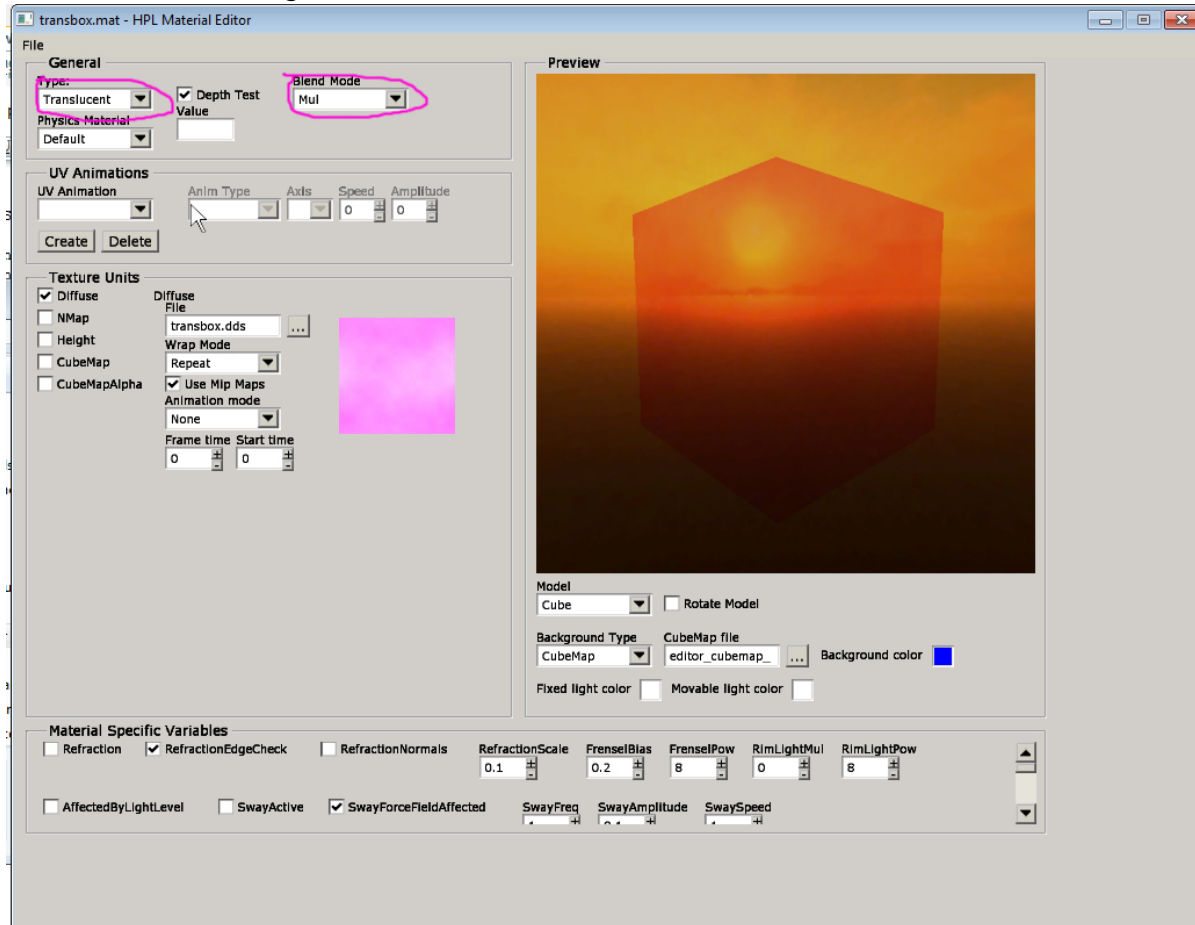 transbox.mat - HPL Material Editor
File
General
Type:
Translucent
Depth Test
Blend Mode
Mul
Physics Material
Default
Value
UV Animations
UV Animation
Anim Type
Axis
Speed
0
Amplitude
0
Create
Delete
Texture Units
Diffuse
NMap
Height
CubeMap
CubeMapAlpha
Diffuse
File
transbox.dds
...
Wrap Mode
Repeat
Use Mip Maps
Animation mode
None
Frame time Start time
0 0
Preview
Model
Cube
Rotate Model
Background Type
CubeMap
CubeMap file
editor_cubemap_
...
Background color
Fixed light color
Movable light color
Material Specific Variables
Refraction RefractionEdgeCheck RefractionNormals RefractionScale FrenselBias FrenselPow RimLightMul RimLightPow
0.1 0.2 8 0 8
AffectedByLightLevel SwayActive SwayForceFieldAffected SwayFreq SwayAmplitude SwaySpeed